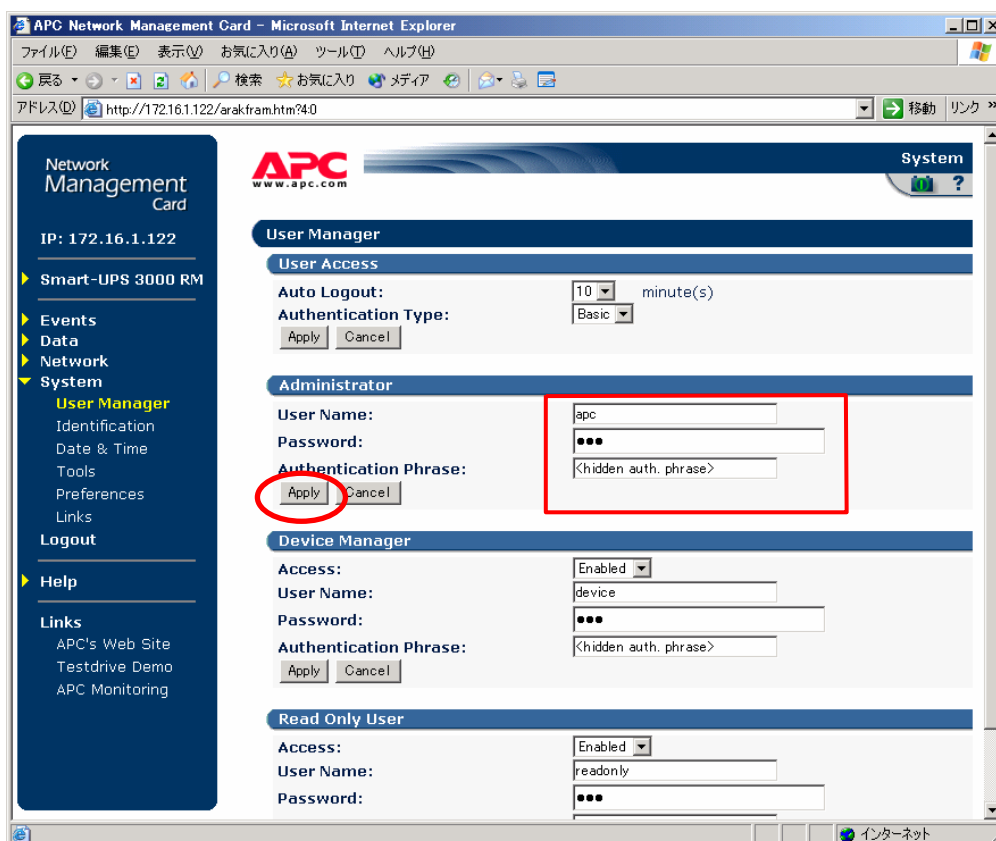 APC Network Management Card - Microsoft Internet Explorer
ファイル(F) 編集(E) 表示(V) お気に入り(A) ツール(T) ヘルプ(H)
戻る 検索 お気に入り メディア
アドレス(D) http://172.16.1.122/arakfram.htm?4:0 移動 リンク »
Network
Management
Card
IP: 172.16.1.122
Smart-UPS 3000 RM
Events
Data
Network
System
User Manager
Identification
Date & Time
Tools
Preferences
Links
Logout
Help
Links
APC's Web Site
Testdrive Demo
APC Monitoring
APC
www.apc.com
System
?
User Manager
User Access
Auto Logout: 10 minute(s)
Authentication Type: Basic
Apply Cancel
Administrator
User Name: apc
Password: ●●●
Authentication Phrase: <hidden auth. phrase>
Apply Cancel
Device Manager
Access: Enabled
User Name: device
Password: ●●●
Authentication Phrase: <hidden auth. phrase>
Apply Cancel
Read Only User
Access: Enabled
User Name: readonly
Password: ●●●
インターネット